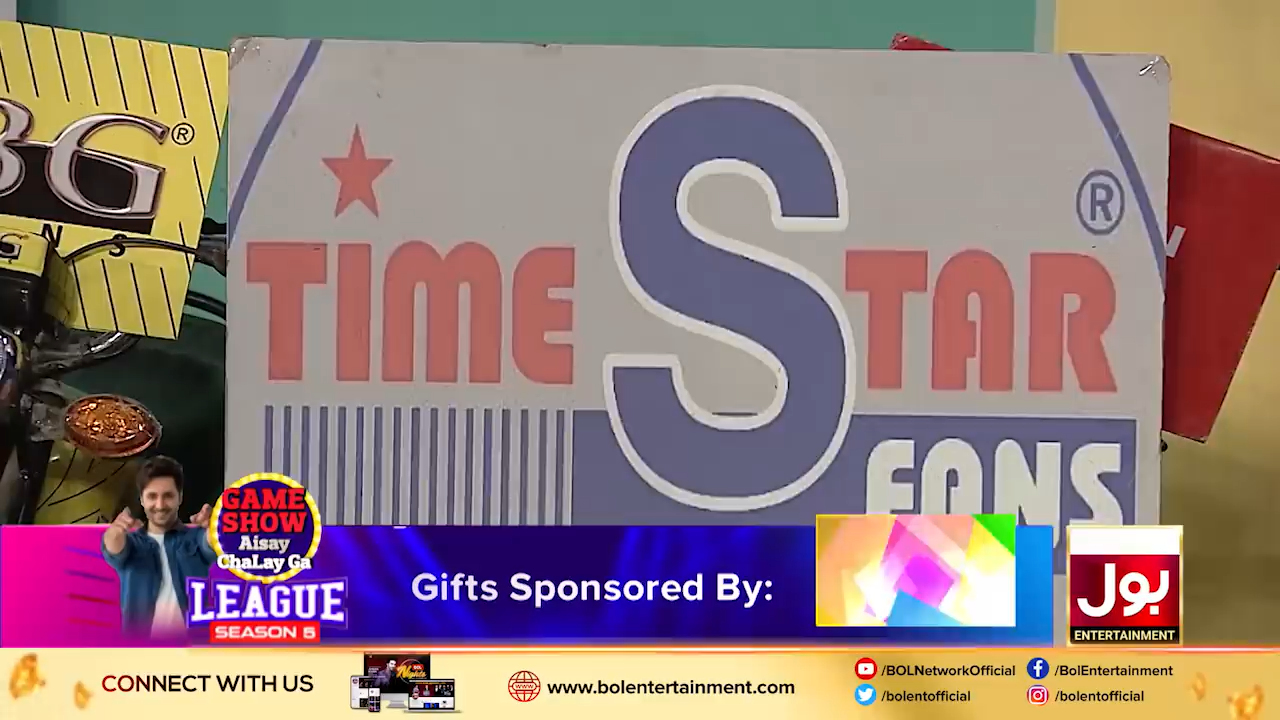 BG®
TIME STAR ®
FANS
GAME
SHOW
Aisay
ChaLay Ga
LEAGUE
SEASON 5
Gifts Sponsored By:
بول
ENTERTAINMENT
CONNECT WITH US
www.bolentertainment.com
/BOLNetworkOfficial
/BolEntertainment
/bolentofficial
/bolentofficial